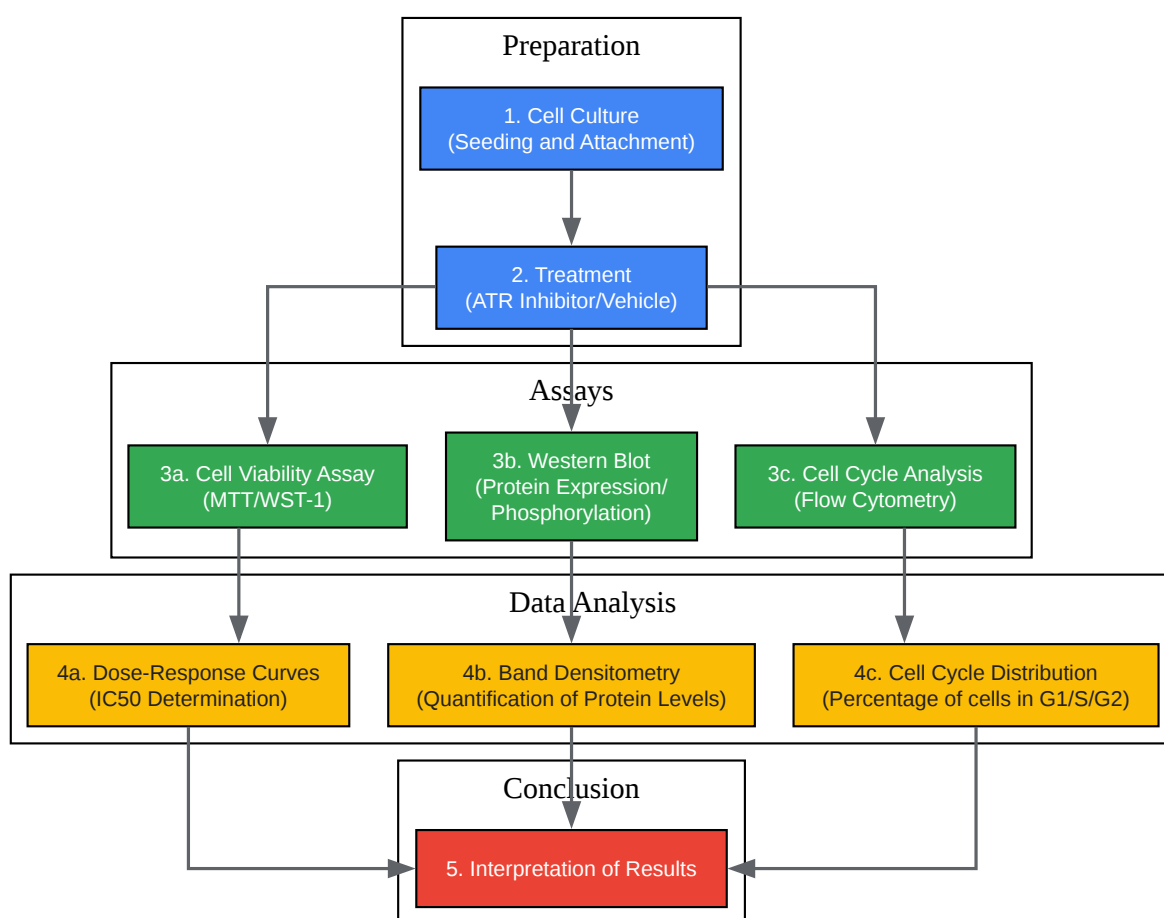 Preparation
1. Cell Culture
(Seeding and Attachment)
2. Treatment
(ATR Inhibitor/Vehicle)
Assays
3a. Cell Viability Assay
(MTT/WST-1)
3b. Western Blot
(Protein Expression/
Phosphorylation)
3c. Cell Cycle Analysis
(Flow Cytometry)
Data Analysis
4a. Dose-Response Curves
(IC50 Determination)
4b. Band Densitometry
(Quantification of Protein Levels)
4c. Cell Cycle Distribution
(Percentage of cells in G1/S/G2)
Conclusion
5. Interpretation of Results